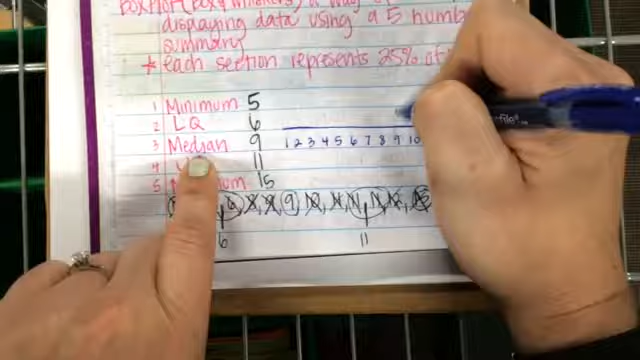 Boxplot (box & whiskers) a way of
displaying data using a 5 numb
summary
* each section represents 25% of
1 Minimum 5
2 LQ 6
3 Median 9
4 11
5 15
1 2 3 4 5 6 7 8 9 10
9
6 11